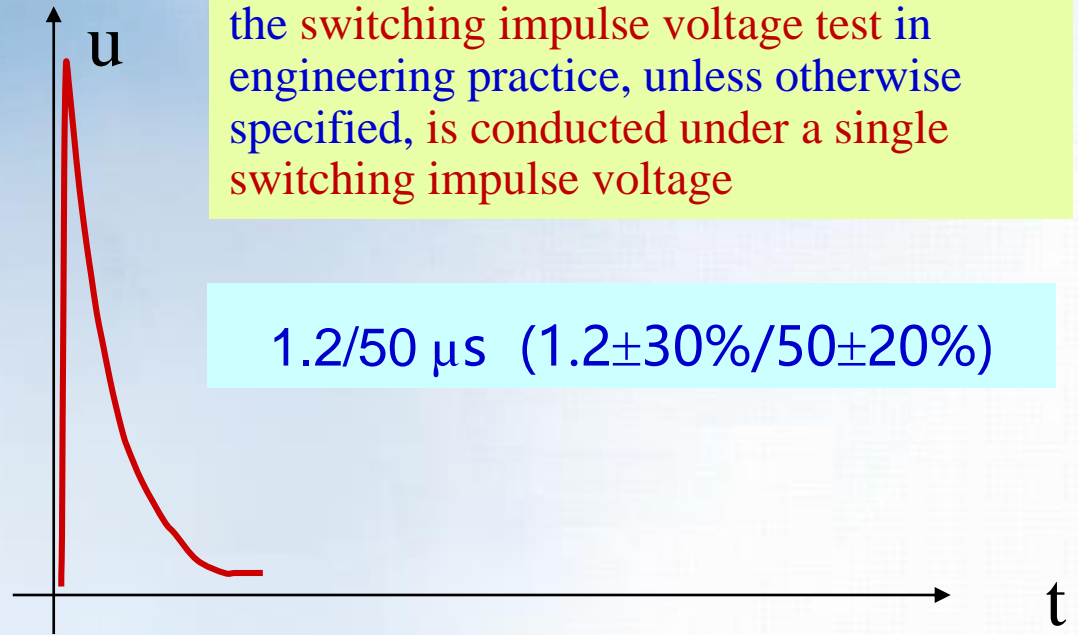 u
the switching impulse voltage test in
engineering practice, unless otherwise
specified, is conducted under a single
switching impulse voltage
1.2/50 μs (1.2±30%/50±20%)
t